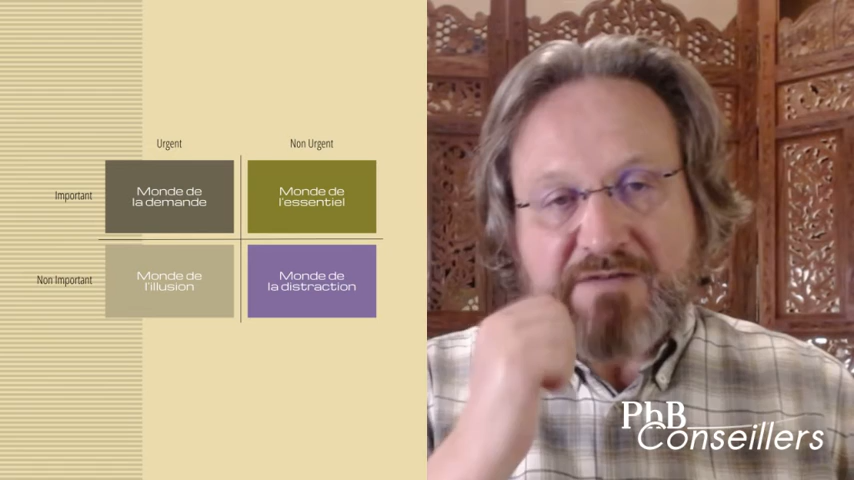 Urgent
Non Urgent
Important
Monde de
la demande
Monde de
l'essentiel
Non Important
Monde de
l'illusion
Monde de
la distraction
PhB
Conseillers